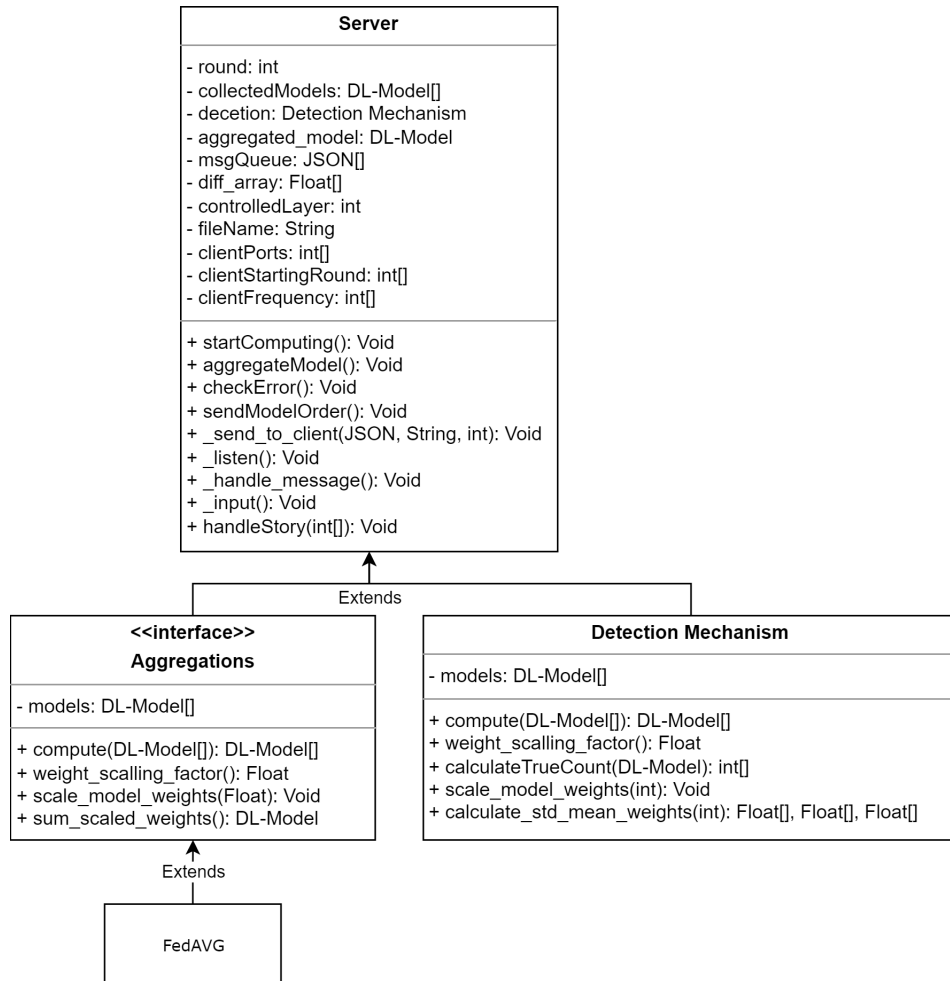 Server
- round: int
- collectedModels: DL-Model[]
- decetion: Detection Mechanism
- aggregated_model: DL-Model
- msgQueue: JSON[]
- diff_array: Float[]
- controlledLayer: int
- fileName: String
- clientPorts: int[]
- clientStartingRound: int[]
- clientFrequency: int[]
+ startComputing(): Void
+ aggregateModel(): Void
+ checkError(): Void
+ sendModelOrder(): Void
+ _send_to_client(JSON, String, int): Void
+ _listen(): Void
+ _handle_message(): Void
+ _input(): Void
+ handleStory(int[]): Void
Extends
<<interface>>
Aggregations
- models: DL-Model[]
+ compute(DL-Model[]): DL-Model[]
+ weight_scalling_factor(): Float
+ scale_model_weights(Float): Void
+ sum_scaled_weights(): DL-Model
Detection Mechanism
- models: DL-Model[]
+ compute(DL-Model[]): DL-Model[]
+ weight_scalling_factor(): Float
+ calculateTrueCount(DL-Model): int[]
+ scale_model_weights(int): Void
+ calculate_std_mean_weights(int): Float[], Float[], Float[]
Extends
FedAVG